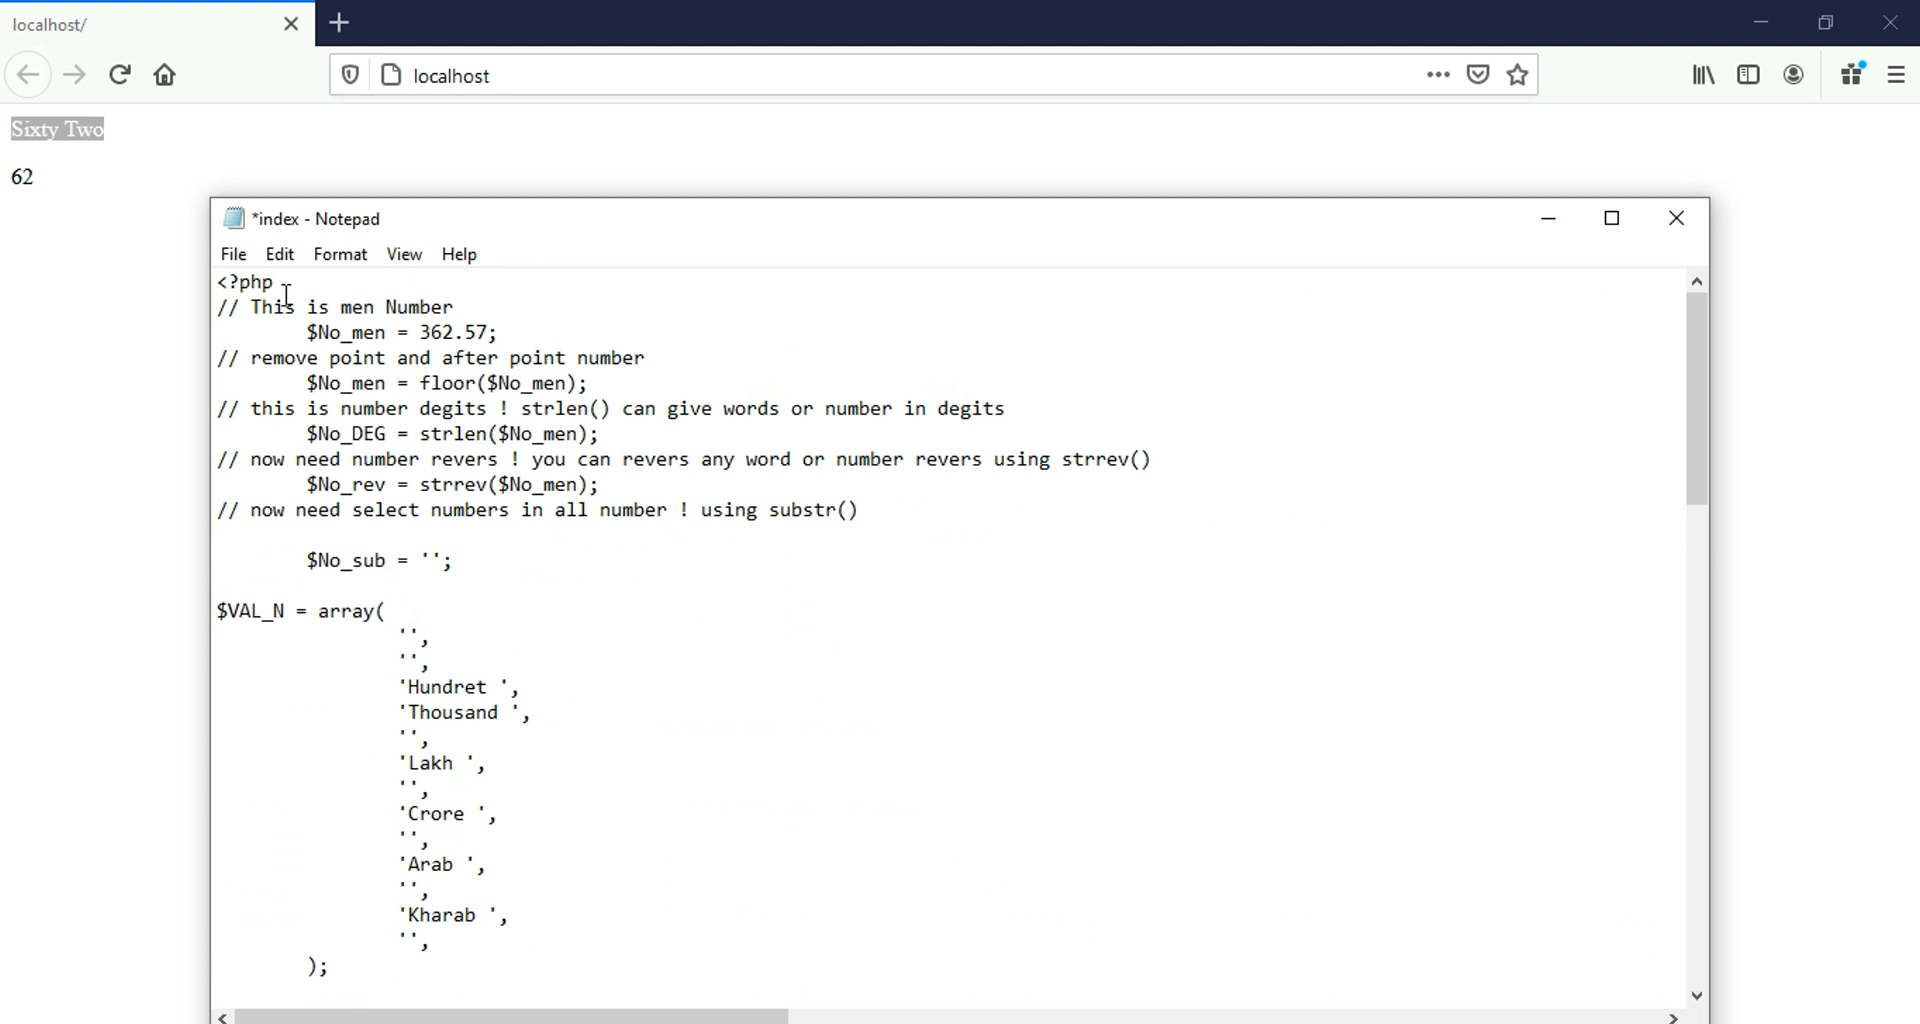 localhost/
localhost
Sixty Two
62
*index - Notepad
File Edit Format View Help
<?php
// This is men Number
$No_men = 362.57;
// remove point and after point number
$No_men = floor($No_men);
// this is number degits ! strlen() can give words or number in degits
$No_DEG = strlen($No_men);
// now need number revers ! you can revers any word or number revers using strrev()
$No_rev = strrev($No_men);
// now need select numbers in all number ! using substr()
$No_sub = '';
$VAL_N = array(
'',
'',
'Hundret ',
'Thousand ',
'',
'Lakh ',
'',
'Crore ',
'',
'Arab ',
'',
'Kharab ',
'',
);